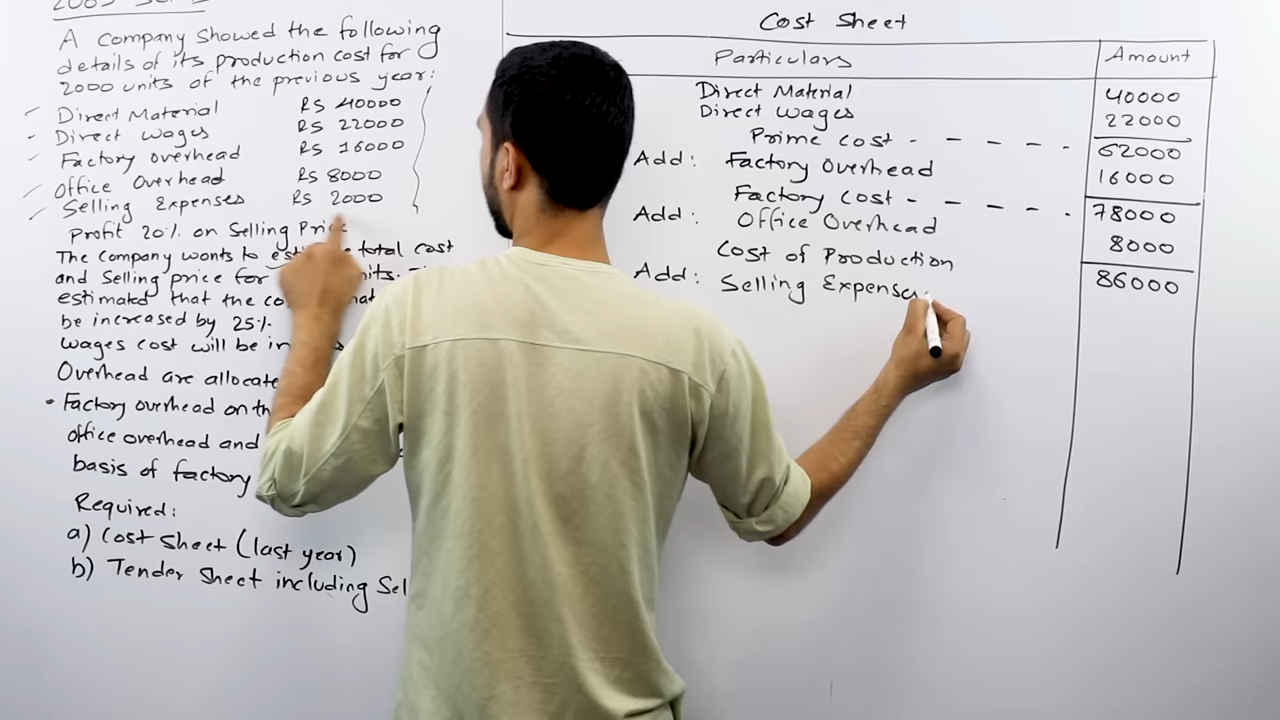 A company showed the following
details of its production cost for
2000 units of the previous year:
Direct Material Rs 40000
Direct wages Rs 22000
Factory overhead Rs 16000
Office Overhead Rs 8000
Selling Expenses Rs 2000
Profit 20% on Selling Price
The company wants to total cost
and selling price for
estimated that the
be increased by 25%
wages cost will be
Overhead are
Factory overhead on
office overhead and
basis of factory
Required:
a) Cost sheet (last year)
b) Tender sheet including Sel
Cost Sheet
Particulars Amount
Direct Material 40000
Direct wages 22000
Prime cost - - - - - 62000
Add: Factory Overhead 16000
Factory cost - - - - - 78000
Add: Office Overhead 8000
Cost of Production 86000
Add: Selling Expenses